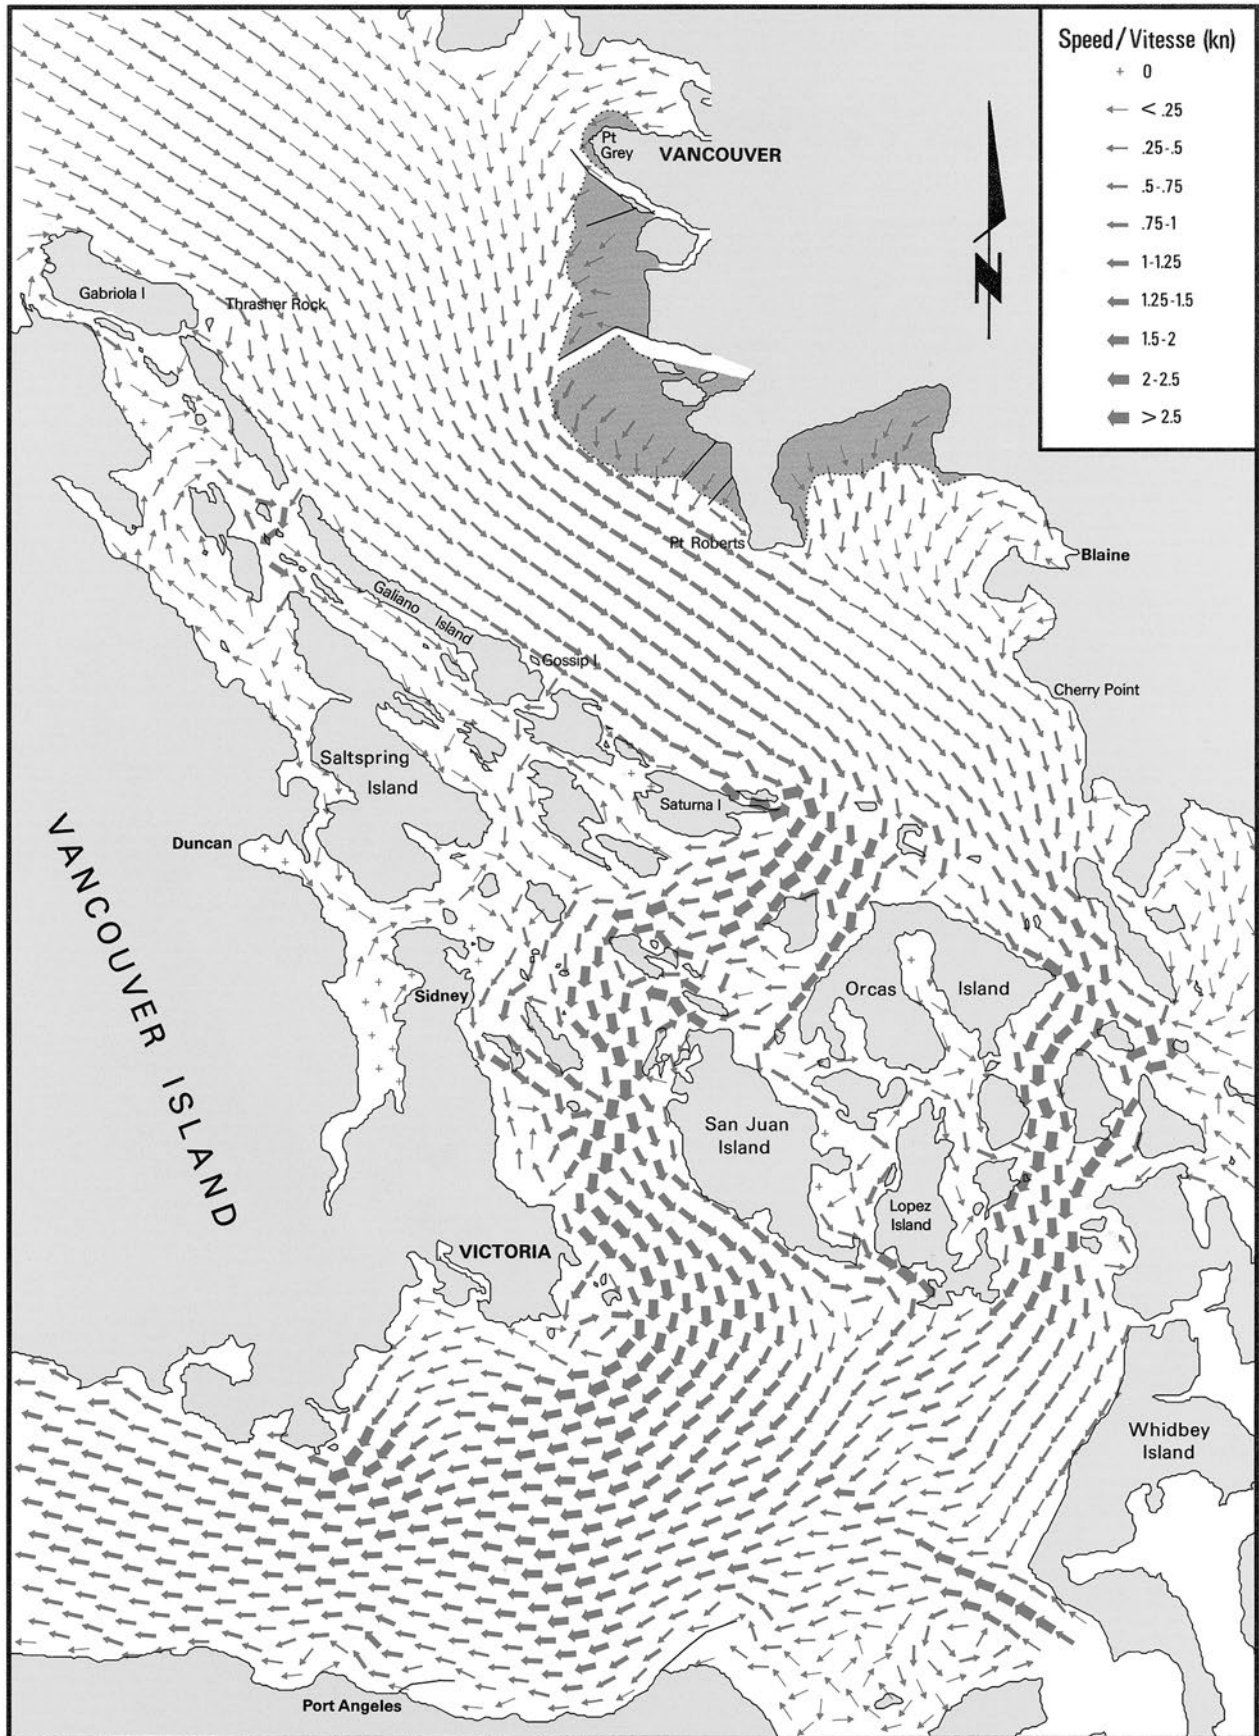 Speed/Vitesse (kn)
+ 0
< .25
.25-.5
.5-.75
.75-1
1-1.25
1.25-1.5
1.5-2
2-2.5
> 2.5
Pt
Grey
VANCOUVER
N
Gabriola I
Thrasher Rock
Pt Roberts
Blaine
Galiano
Island
Gossip I
Cherry Point
Saltspring
Island
Saturna I
Duncan
VANCOUVER ISLAND
Sidney
Orcas Island
San Juan
Island
Lopez
Island
VICTORIA
Whidbey
Island
Port Angeles